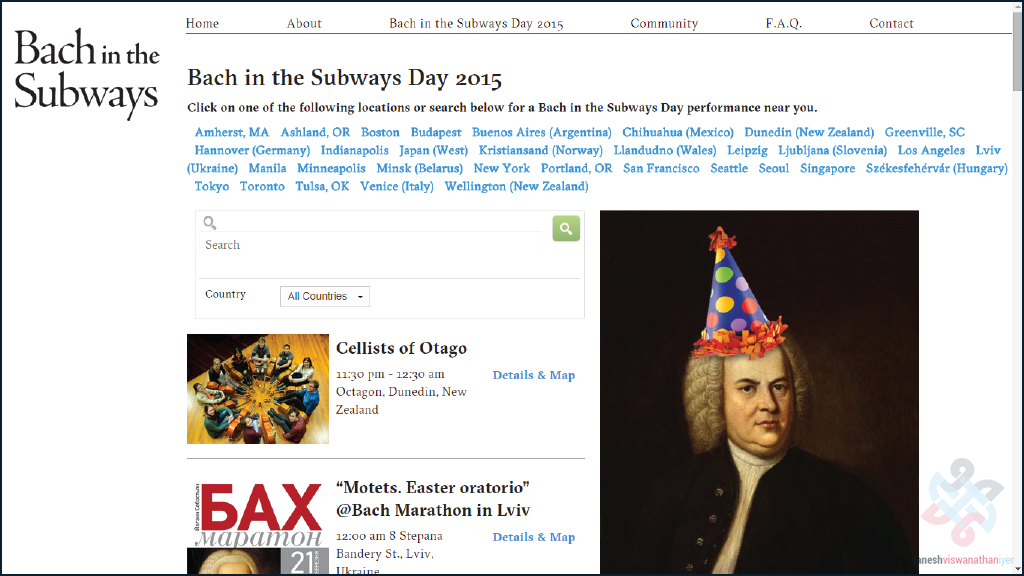 Bach in the
Subways
Home About Bach in the Subways Day 2015 Community F.A.Q. Contact
Bach in the Subways Day 2015
Click on one of the following locations or search below for a Bach in the Subways Day performance near you.
Amherst, MA Ashland, OR Boston Budapest Buenos Aires (Argentina) Chihuahua (Mexico) Dunedin (New Zealand) Greenville, SC
Hannover (Germany) Indianapolis Japan (West) Kristiansand (Norway) Llandudno (Wales) Leipzig Ljubljana (Slovenia) Los Angeles Lviv
(Ukraine) Manila Minneapolis Minsk (Belarus) New York Portland, OR San Francisco Seattle Seoul Singapore Székesfehérvár (Hungary)
Tokyo Toronto Tulsa, OK Venice (Italy) Wellington (New Zealand)
Search
Country All Countries
Cellists of Otago
11:30 pm - 12:30 am Details & Map
Octagon, Dunedin, New
Zealand
БАХ
марафон
21
"Motets. Easter oratorio"
@Bach Marathon in Lviv
12:00 am 8 Stepana Details & Map
Bandery St., Lviv,
Ukraine
aneshviswanathaniyer